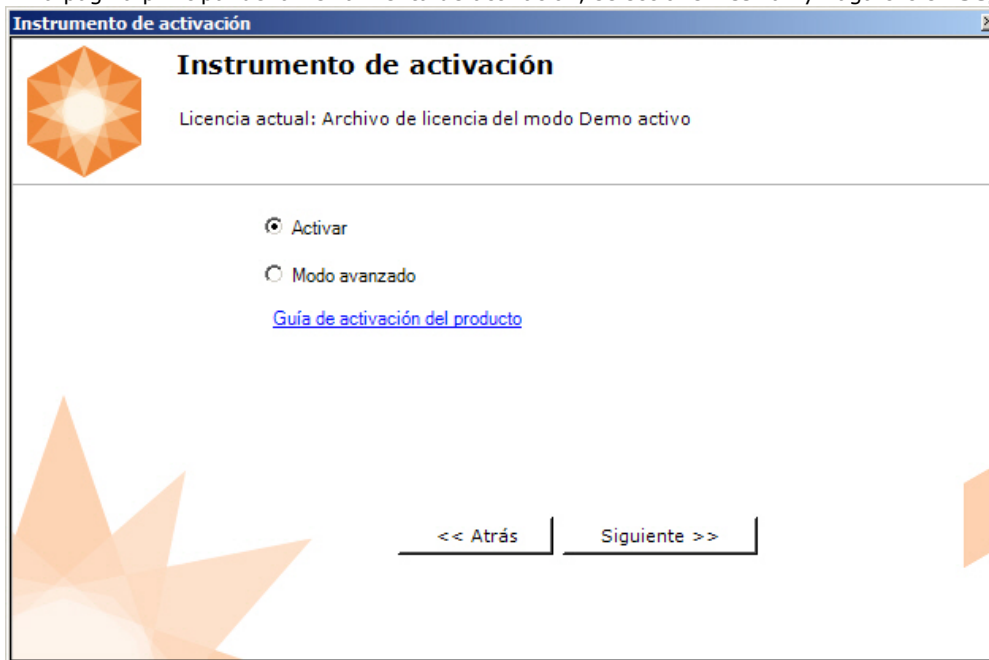 Instrumento de activación
Instrumento de activación
Licencia actual: Archivo de licencia del modo Demo activo
Activar
Modo avanzado
Guía de activación del producto
<< Atrás
Siguiente >>